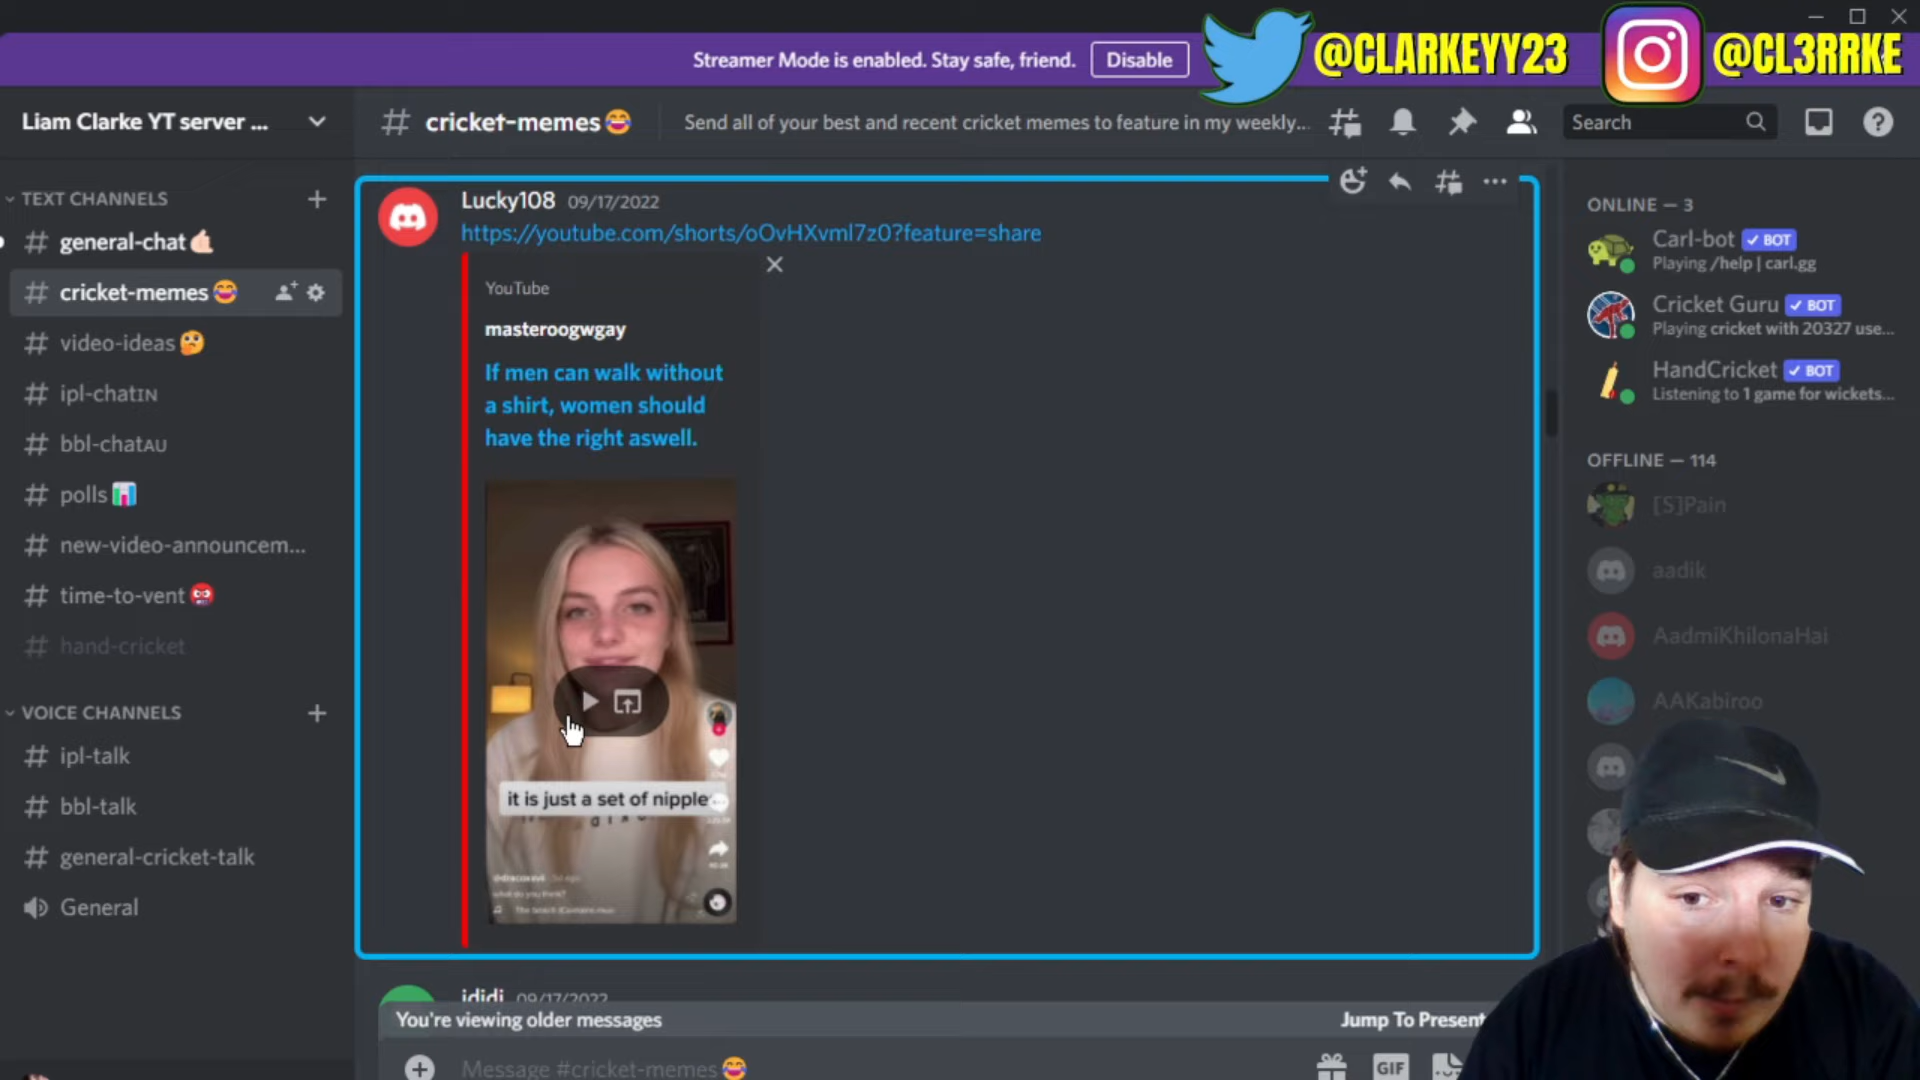 Streamer Mode is enabled. Stay safe, friend.
Disable
@CLARKEYY23
@CL3RRKE
Liam Clarke YT server ...
# cricket-memes😂
Send all of your best and recent cricket memes to feature in my weekly...
Search
TEXT CHANNELS
# general-chat🤙🏻
# cricket-memes😂
# video-ideas🤔
# ipl-chatIN
# bbl-chatAU
# polls📊
# new-video-announcem...
# time-to-vent👿
# hand-cricket
VOICE CHANNELS
# ipl-talk
# bbl-talk
# general-cricket-talk
General
Lucky108 09/17/2022
https://youtube.com/shorts/oOvHXvml7z0?feature=share
YouTube
masteroogwgay
If men can walk without
a shirt, women should
have the right aswell.
it is just a set of nipple
ididi 09/17/2022
You're viewing older messages
Jump To Present
Message #cricket-memes😂
GIF
ONLINE — 3
Carl-bot ✓ BOT
Playing /help | carl.gg
Cricket Guru ✓ BOT
Playing cricket with 20327 use...
HandCricket ✓ BOT
Listening to 1 game for wickets...
OFFLINE — 114
[S]Pain
aadik
AadmiKhilonaHai
AAKabiroo